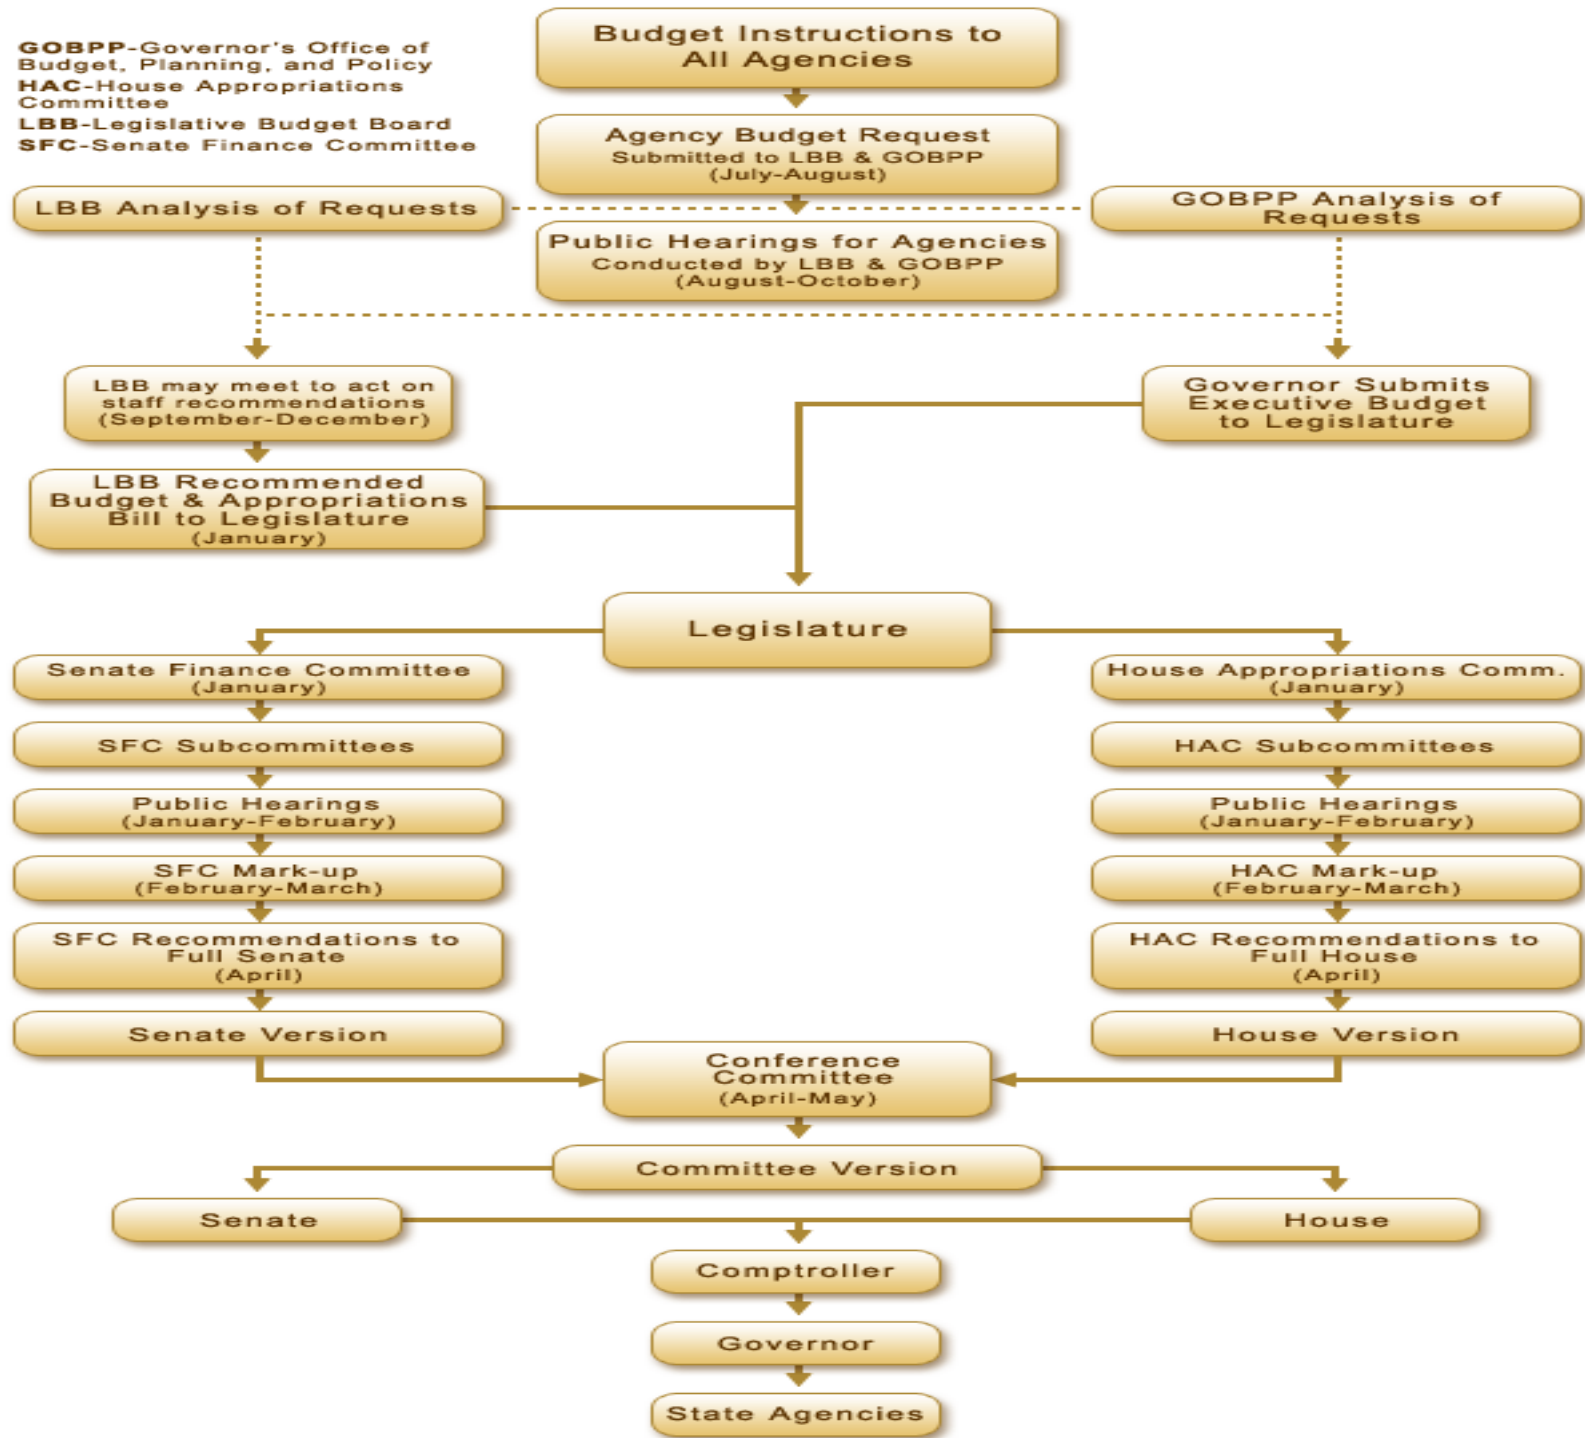 GOBPP-Governor's Office of
Budget, Planning, and Policy
HAC-House Appropriations
Committee
LBB-Legislative Budget Board
SFC-Senate Finance Committee
Budget Instructions to
All Agencies
Agency Budget Request
Submitted to LBB & GOBPP
(July-August)
LBB Analysis of Requests
GOBPP Analysis of
Requests
Public Hearings for Agencies
Conducted by LBB & GOBPP
(August-October)
LBB may meet to act on
staff recommendations
(September-December)
Governor Submits
Executive Budget
to Legislature
LBB Recommended
Budget & Appropriations
Bill to Legislature
(January)
Legislature
Senate Finance Committee
(January)
SFC Subcommittees
Public Hearings
(January-February)
SFC Mark-up
(February-March)
SFC Recommendations to
Full Senate
(April)
Senate Version
House Appropriations Comm.
(January)
HAC Subcommittees
Public Hearings
(January-February)
HAC Mark-up
(February-March)
HAC Recommendations to
Full House
(April)
House Version
Conference
Committee
(April-May)
Committee Version
Senate
House
Comptroller
Governor
State Agencies